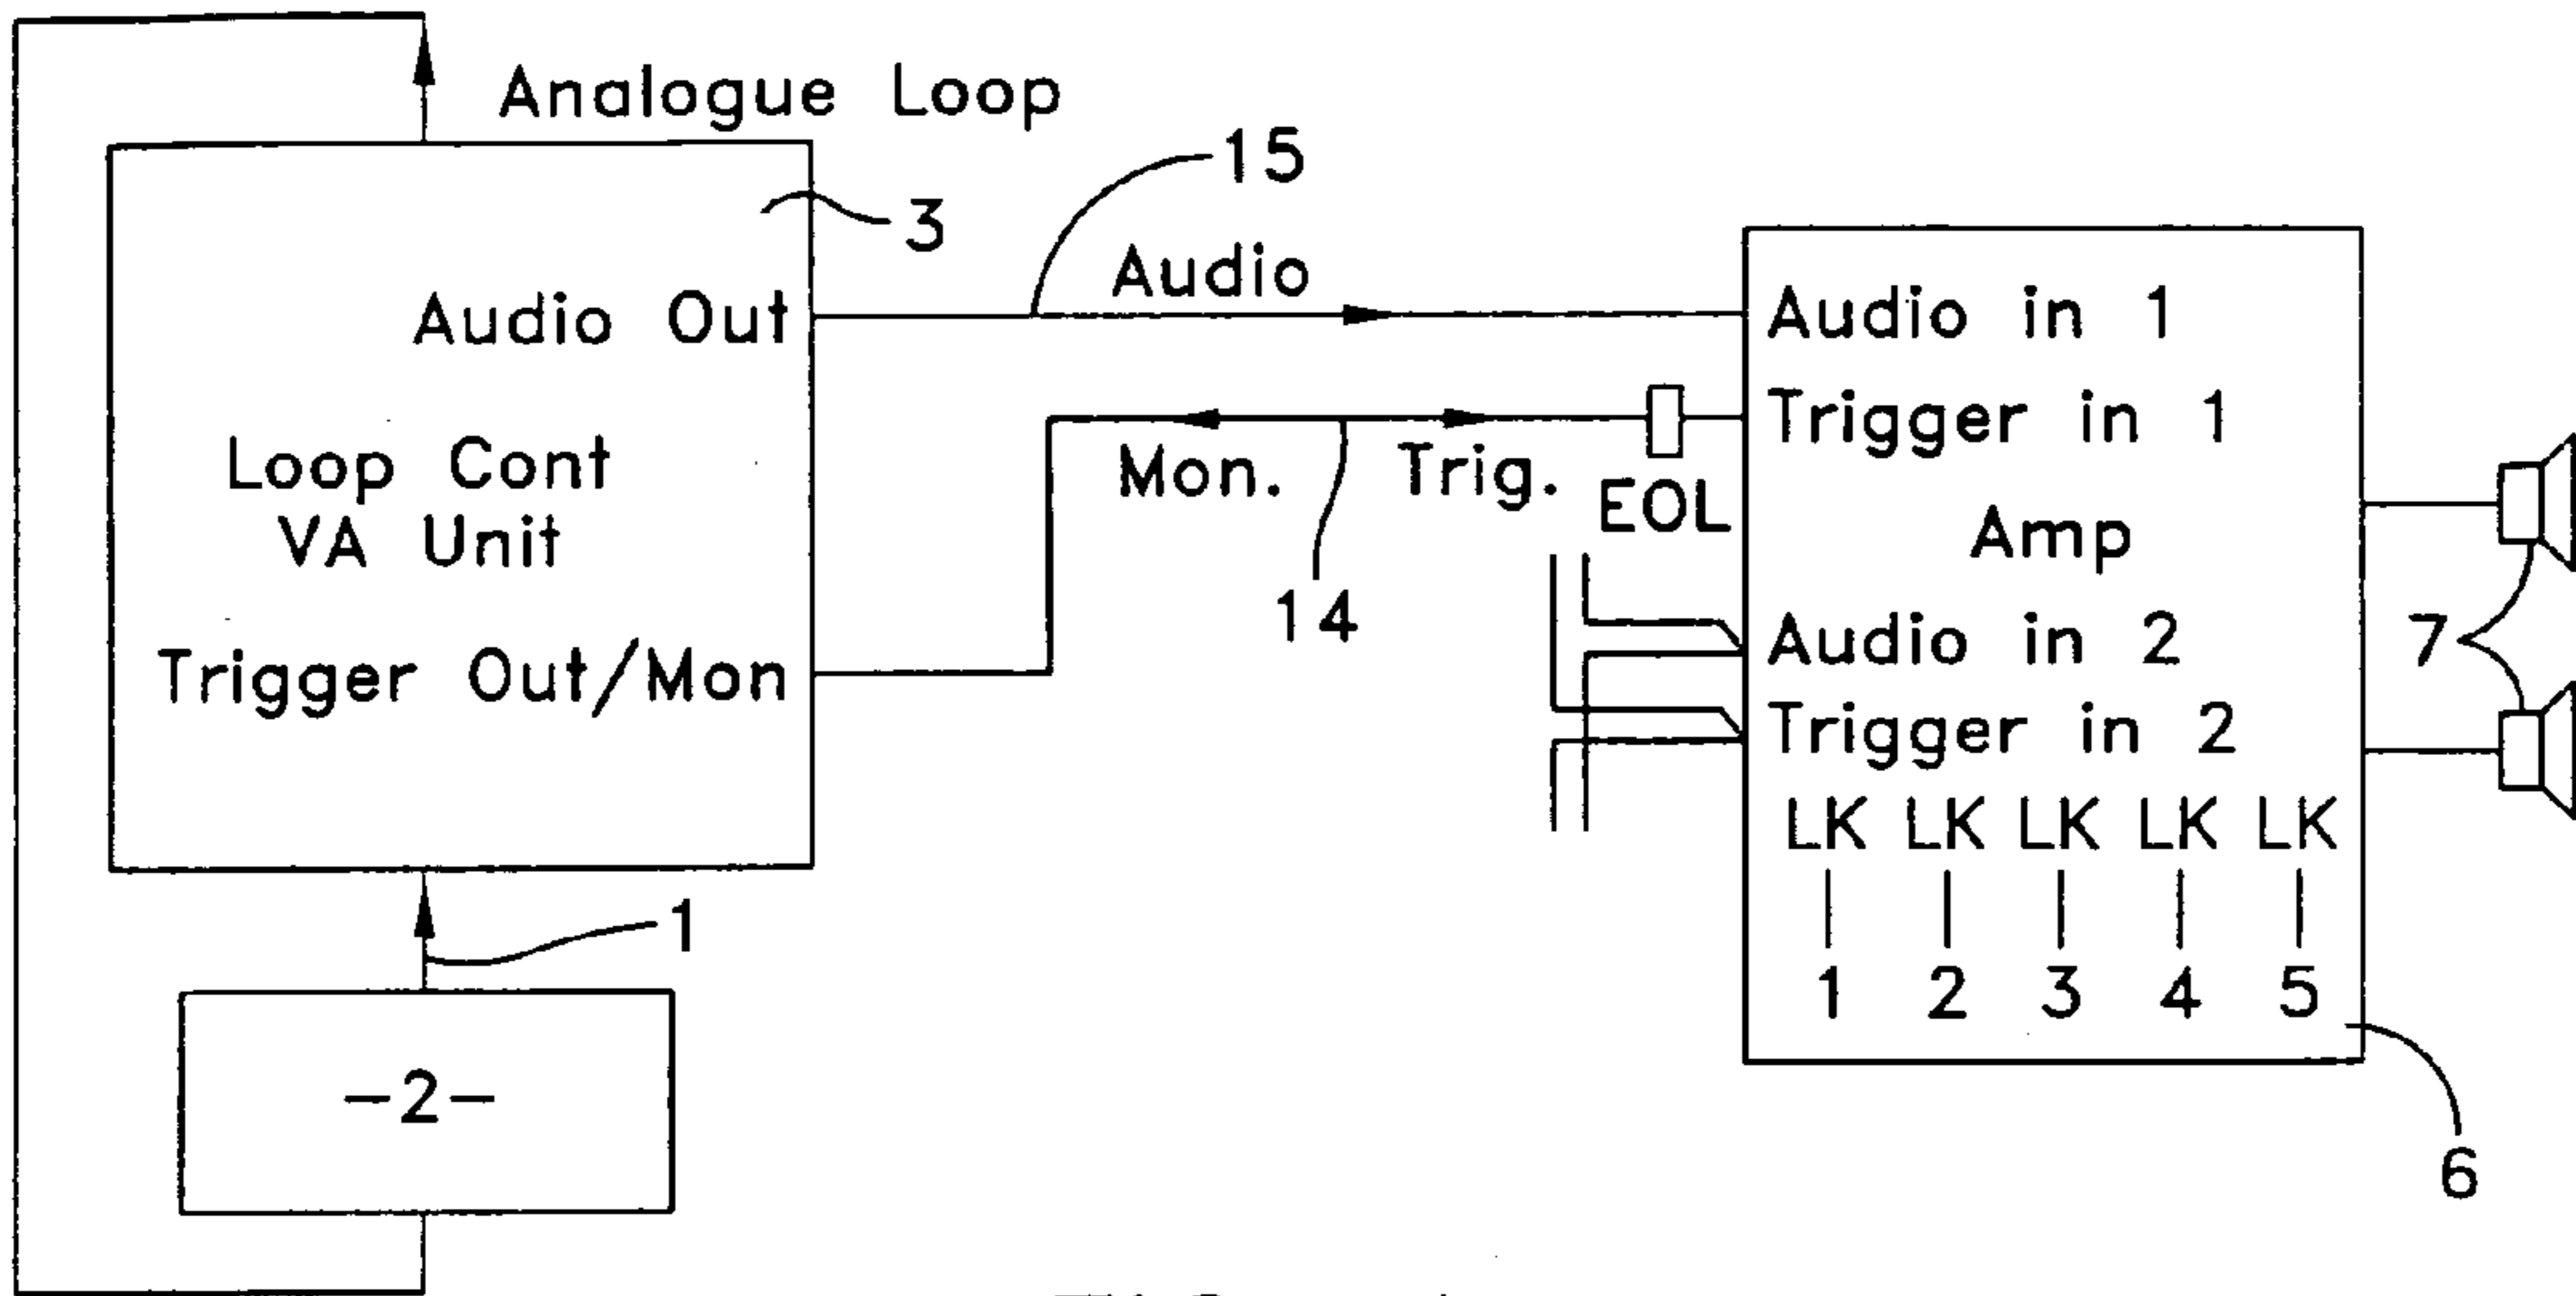 Analogue Loop
15
3
Audio
Audio Out
Audio in 1
Trigger in 1
Mon.
Trig.
EOL
Loop Cont
VA Unit
Amp
14
7
Audio in 2
Trigger Out/Mon
Trigger in 2
LK LK LK LK LK
1 2 3 4 5
1
-2-
6